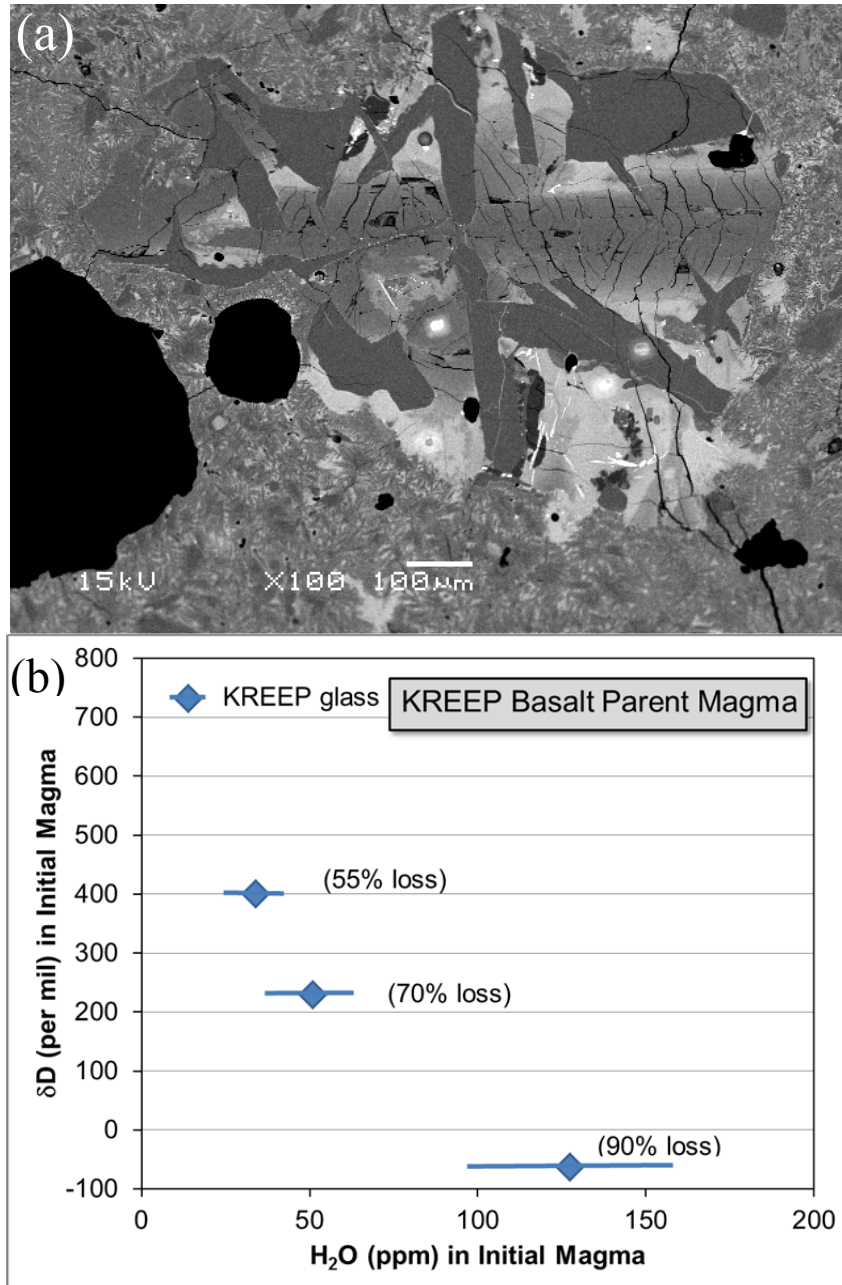 (a)
15kV X100 100μm
(b)
KREEP glass
KREEP Basalt Parent Magma
800
700
600
500
400
300
200
100
0
-100
δD (per mil) in Initial Magma
(55% loss)
(70% loss)
(90% loss)
0 50 100 150 200
H₂O (ppm) in Initial Magma